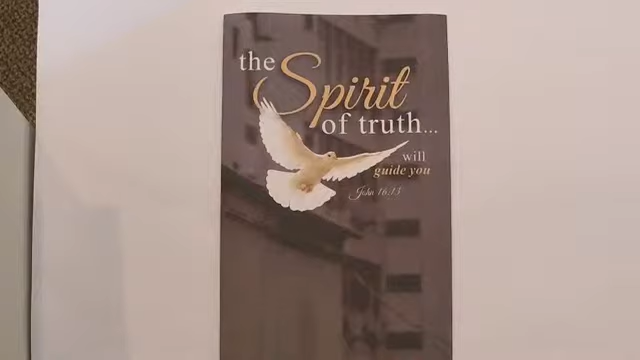 the
Spirit
of truth...
will
guide you
John 16:13